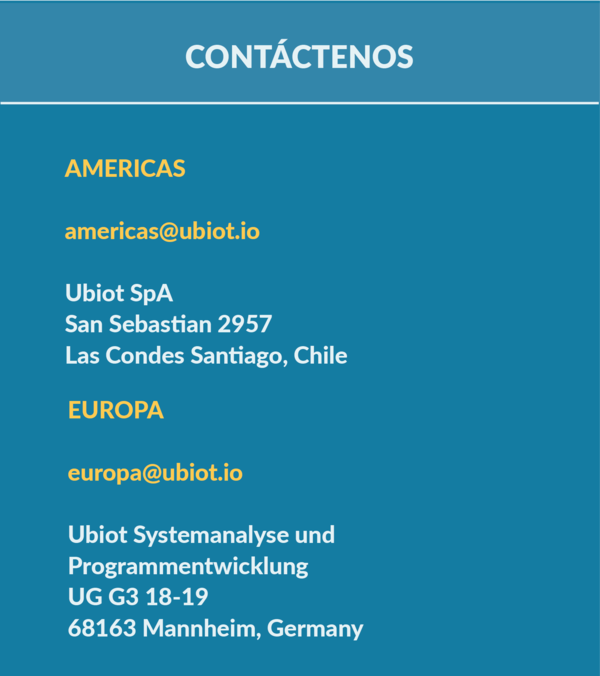 CONTÁCTENOS
AMERICAS
americas@ubiot.io
Ubiot SpA
San Sebastian 2957
Las Condes Santiago, Chile
EUROPA
europa@ubiot.io
Ubiot Systemanalyse und
Programmentwicklung
UG G3 18-19
68163 Mannheim, Germany